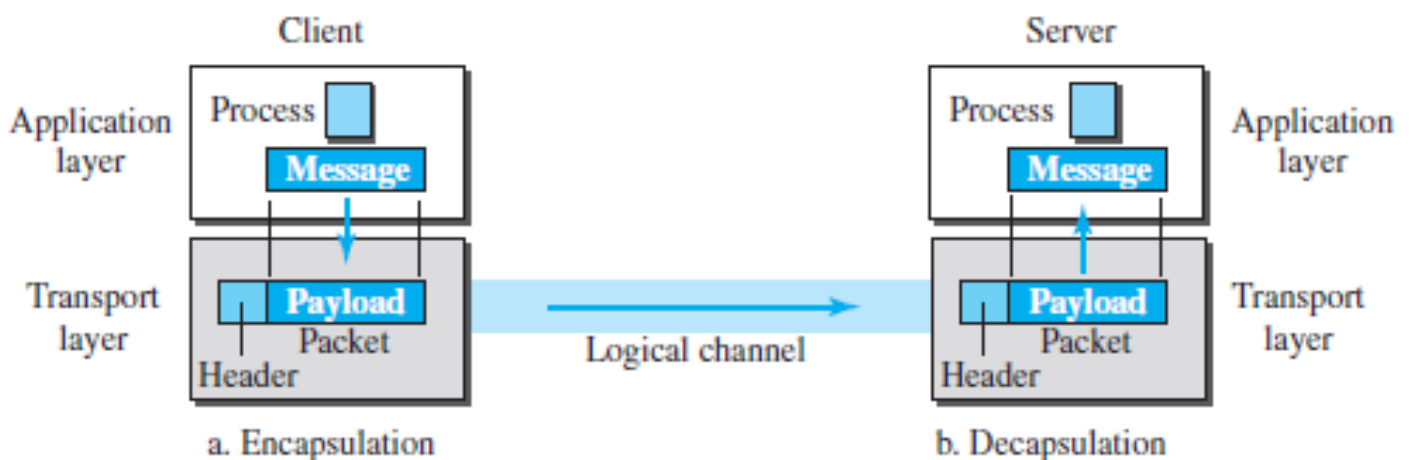 Client
Server
Application
layer
Process
Message
Process
Message
Application
layer
Transport
layer
Payload
Packet
Header
Logical channel
Payload
Packet
Header
Transport
layer
a. Encapsulation
b. Decapsulation